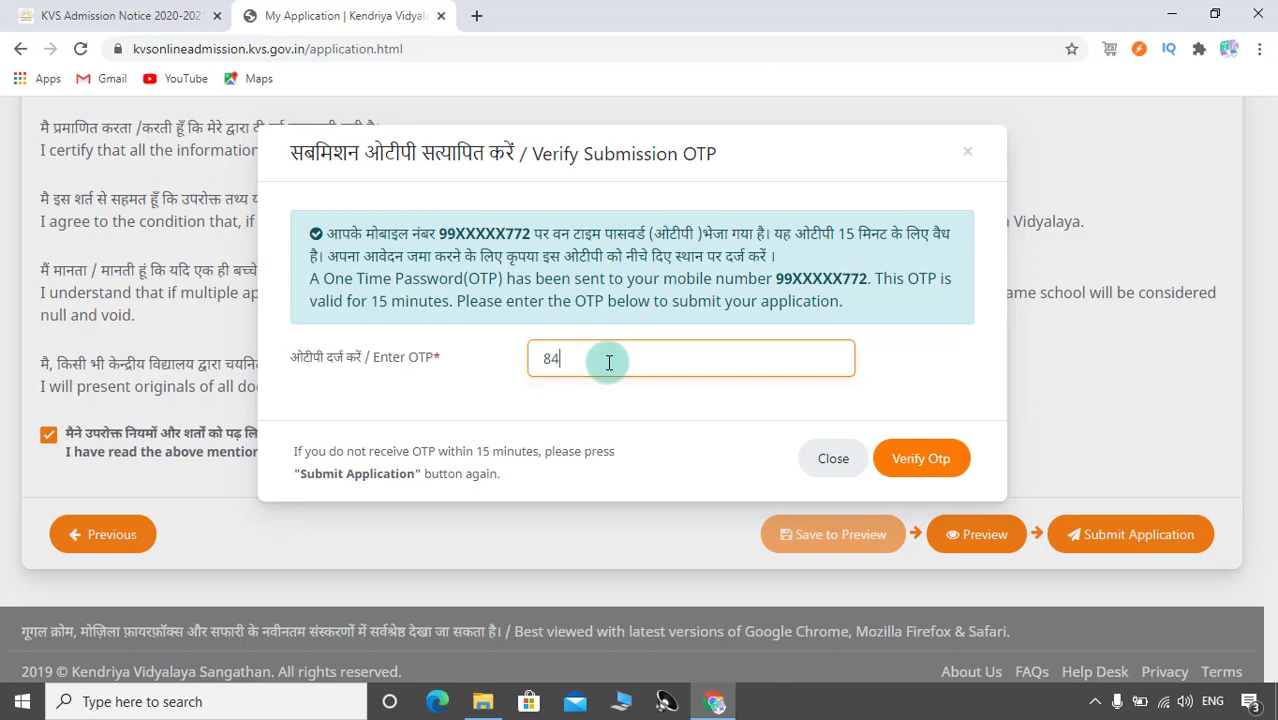 KVS Admission Notice 2020-202
My Application | Kendriya Vidyala
kvsonlineadmission.kvs.gov.in/application.html
IQ
Apps
Gmail
YouTube
Maps
मै प्रमाणित करता /करती हूँ कि मेरे द्वारा दी
I certify that all the information
मै इस शर्त से सहमत हूँ कि उपरोक्त तथ्य
I agree to the condition that, if
Vidyalaya.
मैं मानता / मानती हूं कि यदि एक ही बच्चे
I understand if multiple
ame school will be considered
null and void.
मै, किसी भी केन्द्रीय विद्यालय द्वारा
I will present originals of all
मैने उपरोक्त नियमों और शर्तों को पढ़
I have read the above
सबमिशन ओटीपी सत्यापित करें / Verify Submission OTP
×
आपके मोबाइल नंबर 99XXXXX772 पर वन टाइम पासवर्ड (ओटीपी )भेजा गया है। यह ओटीपी 15 मिनट के लिए वैध
है। अपना आवेदन जमा करने के लिए कृपया इस ओटीपी को नीचे दिए स्थान पर दर्ज करें ।
A One Time Password(OTP) has been sent to your mobile number 99XXXXX772. This OTP is
valid for 15 minutes. Please enter the OTP below to submit your application.
ओटीपी दर्ज करें / Enter OTP*
84
If you do not receive OTP within 15 minutes, please press
"Submit Application" button again.
Close
Verify Otp
Previous
Save to Preview
Preview
Submit Application
गूगल क्रोम, मोज़िला फ़ायरफ़ॉक्स और सफारी के नवीनतम संस्करणों में सर्वश्रेष्ठ देखा जा सकता है। / Best viewed with latest versions of Google Chrome, Mozilla Firefox & Safari.
2019 © Kendriya Vidyalaya Sangathan. All rights reserved.
About Us FAQs Help Desk Privacy Terms
Type here to search
ENG
3